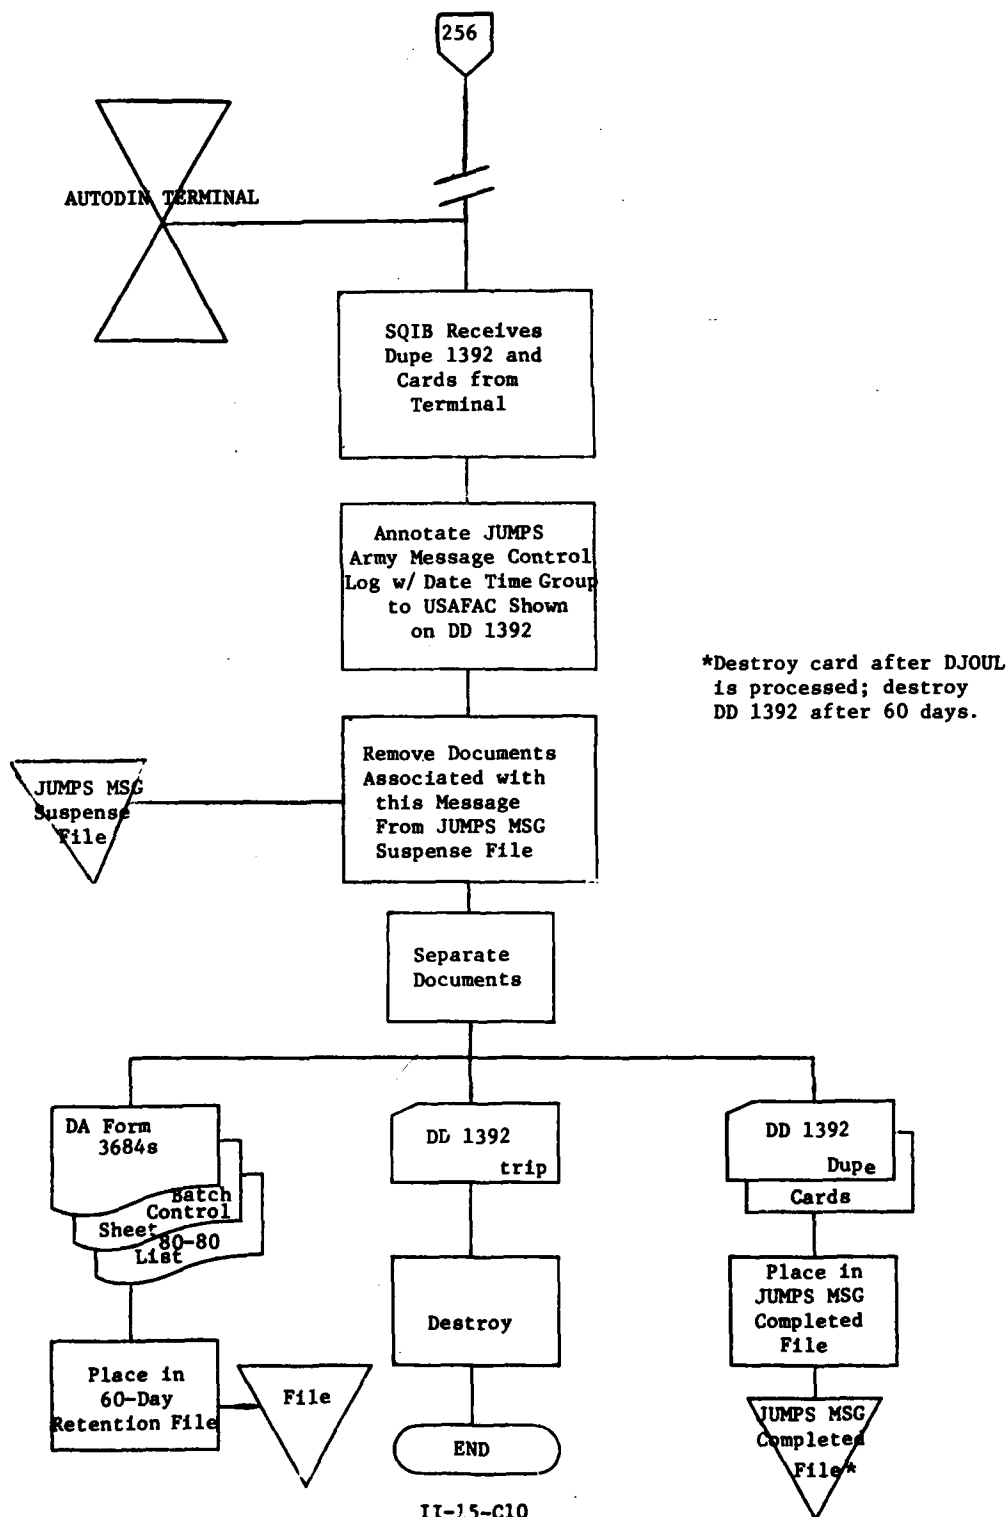 256
AUTODIN TERMINAL
SQIB Receives
Dupe 1392 and
Cards from
Terminal
Annotate JUMPS
Army Message Control
Log w/ Date Time Group
to USAFAC Shown
on DD 1392
*Destroy card after DJOUL
is processed; destroy
DD 1392 after 60 days.
Remove Documents
Associated with
this Message
From JUMPS MSG
Suspense File
JUMPS MSG
Suspense
File
Separate
Documents
DA Form
3684s
Batch
Control
Sheet
80-80
List
DD 1392
trip
DD 1392
Dupe
Cards
Place in
60-Day
Retention File
File
Destroy
END
Place in
JUMPS MSG
Completed
File
JUMPS MSG
Completed
File*
II-15-C10